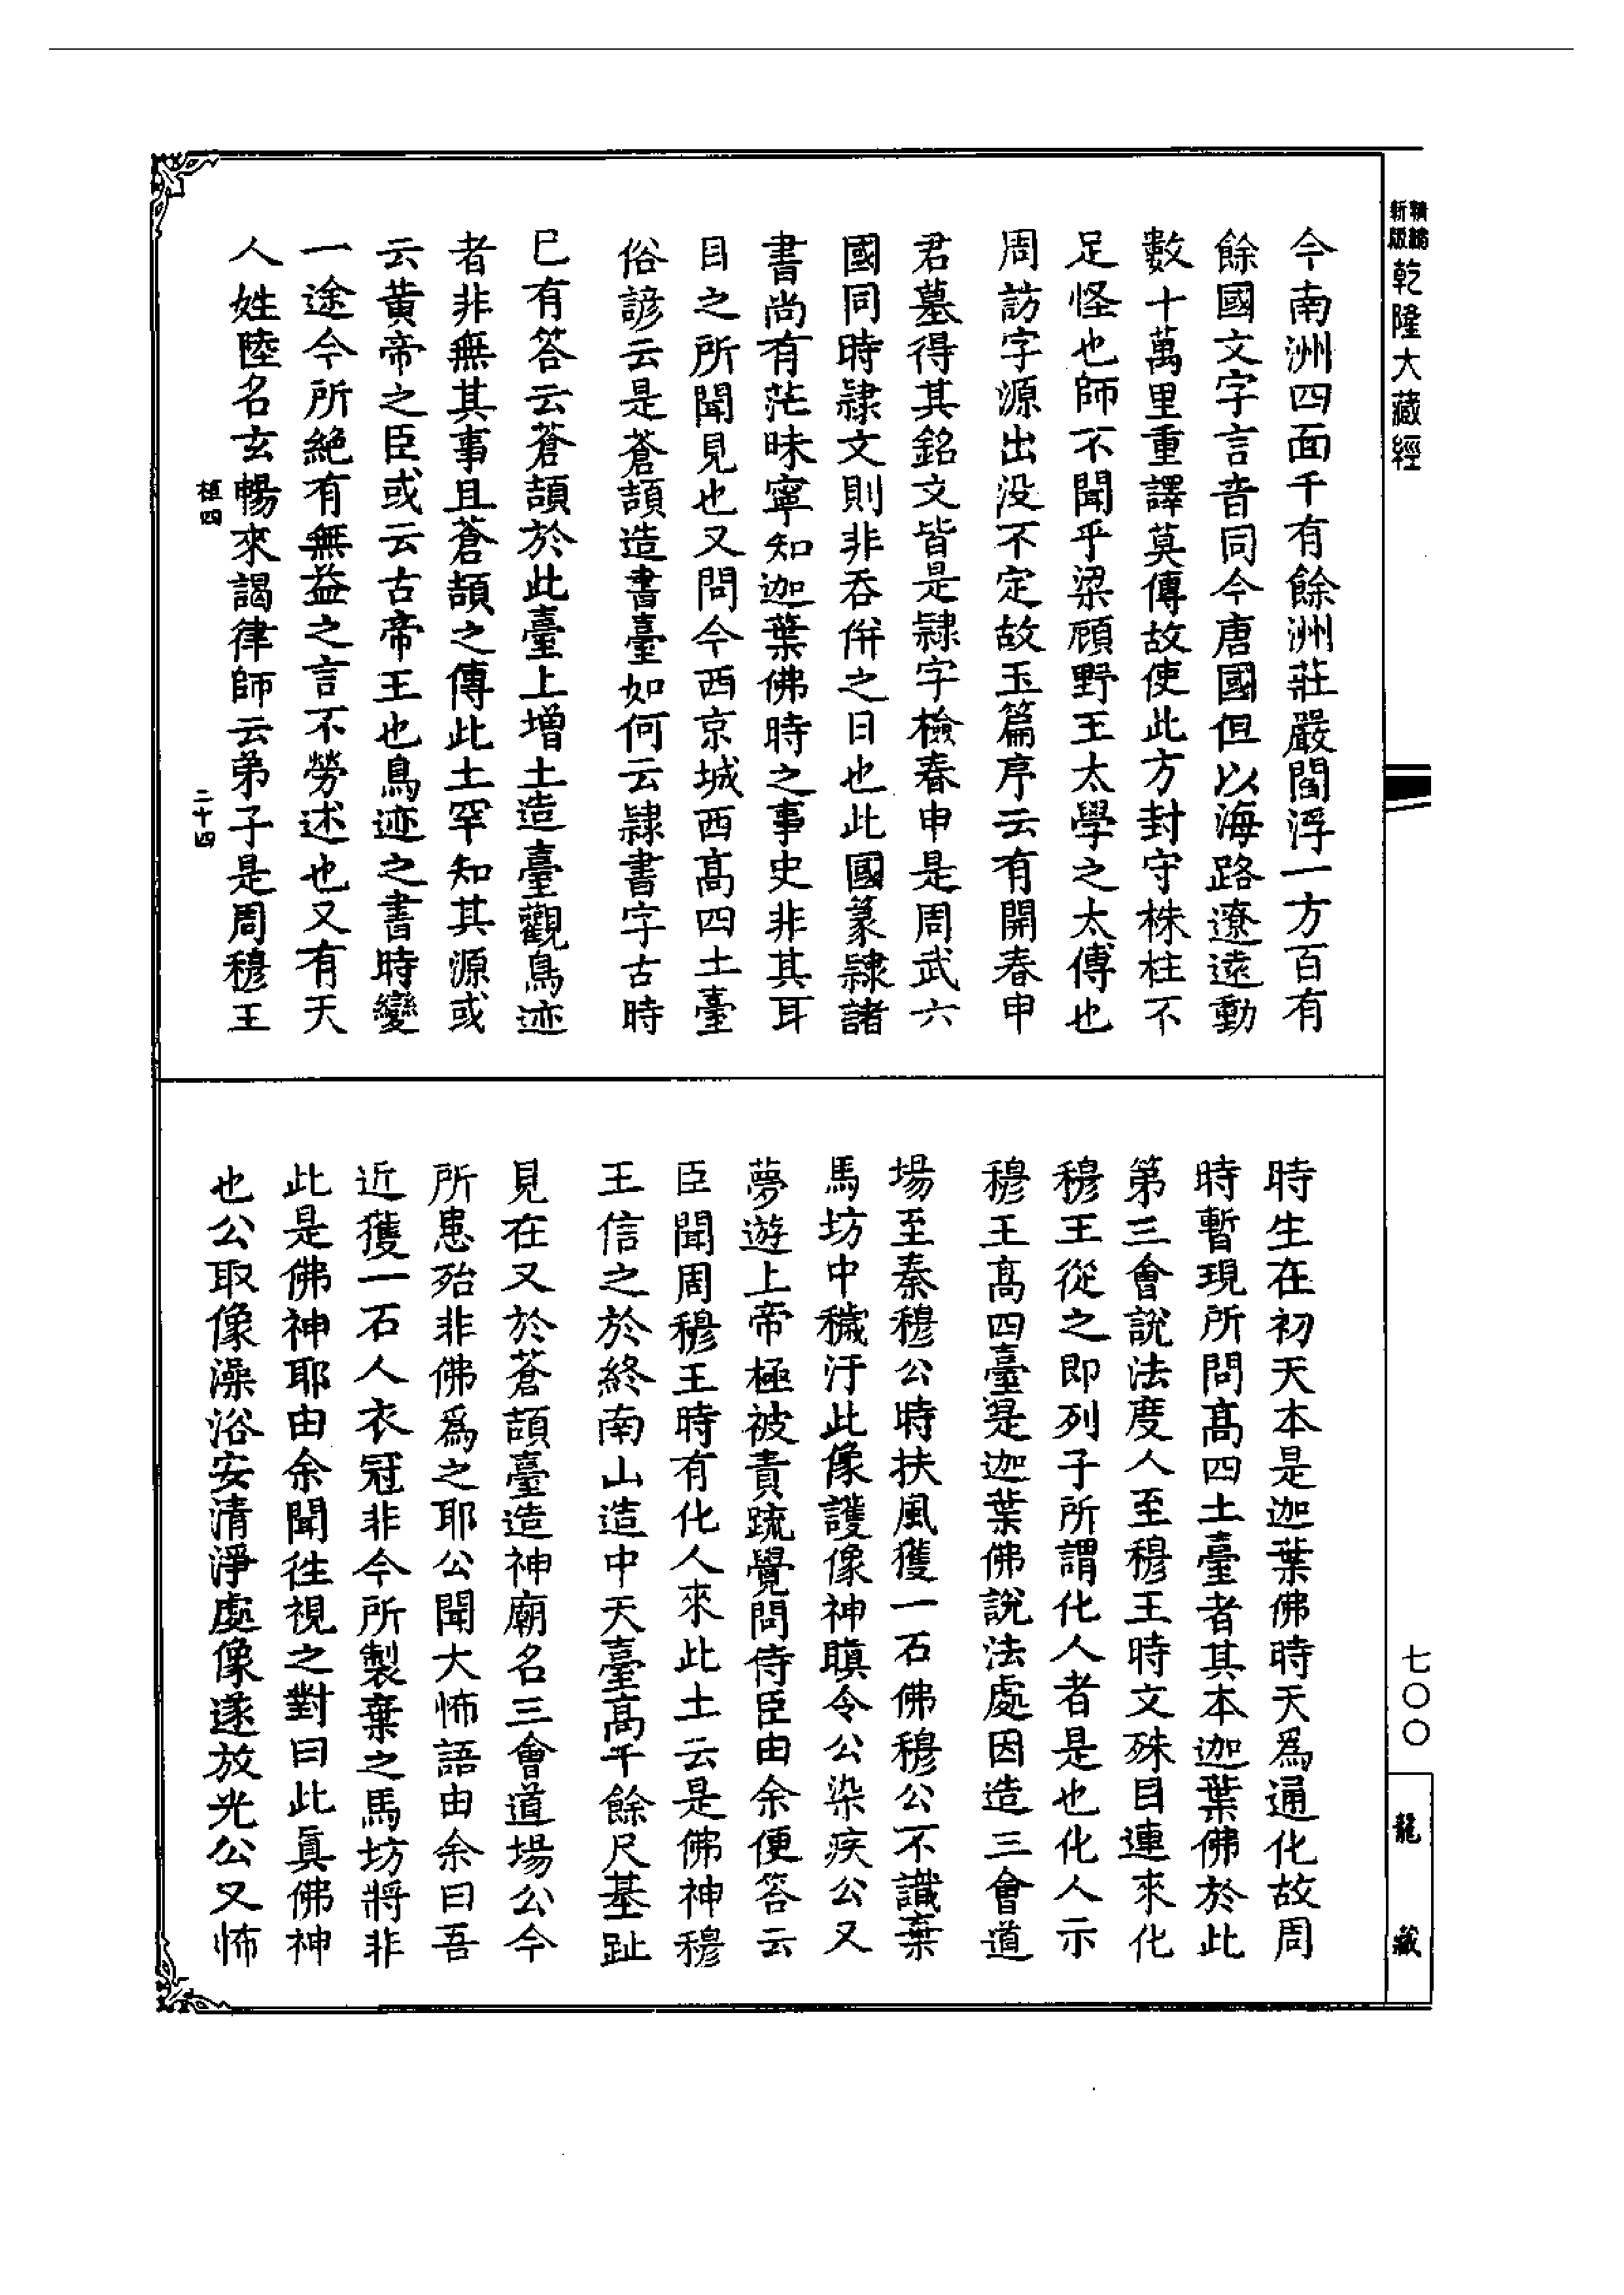 新版
精縮
乾隆大藏經
今南洲四面千有餘洲莊嚴閻浮一方百有
餘國文字言音同今唐國但以海路遼遠動
數十萬里重譯莫傳故使此方封守株柱不
足怪也師不聞乎梁顧野王太學之太傅也
周訪字源出没不定故玉篇序云有開春申
君墓得其銘文皆是隷字檢春申是周武六
國同時隷文則非吞併之日也此國篆隷諸
書尚有茫昧寧知迦葉佛時之事史非其耳
目之所聞見也又問今西京城西高四土臺
俗諺云是蒼頡造書臺如何云隷書字古時
已有答云蒼頡於此臺上增土造臺觀鳥迹
者非無其事且蒼頡之傳此土罕知其源或
云黄帝之臣或云古帝王也鳥迹之書時變
一途今所絶有無益之言不勞述也又有天
人姓陸名玄暢來謁律師云弟子是周穆王
植四
二十四
時生在初天本是迦葉佛時天爲通化故周
時暫現所問高四土臺者其本迦葉佛於此
第三會說法度人至穆王時文殊目連來化
穆王從之即列子所謂化人者是也化人示
穆王高四臺是迦葉佛說法處因造三會道
場至秦穆公時扶風獲一石佛穆公不識棄
馬坊中穢汙此像護像神瞋令公染疾公又
夢遊上帝極被責䟽覺問侍臣由余便答云
臣聞周穆王時有化人來此土云是佛神穆
王信之於終南山造中天臺高千餘尺基趾
見在又於蒼頡臺造神廟名三會道場公今
所患殆非佛爲之耶公聞大怖語由余曰吾
近獲一石人衣冠非今所製棄之馬坊將非
此是佛神耶由余聞往視之對曰此真佛神
也公取像澡浴安清淨處像遂放光公又怖
七〇〇
龍藏